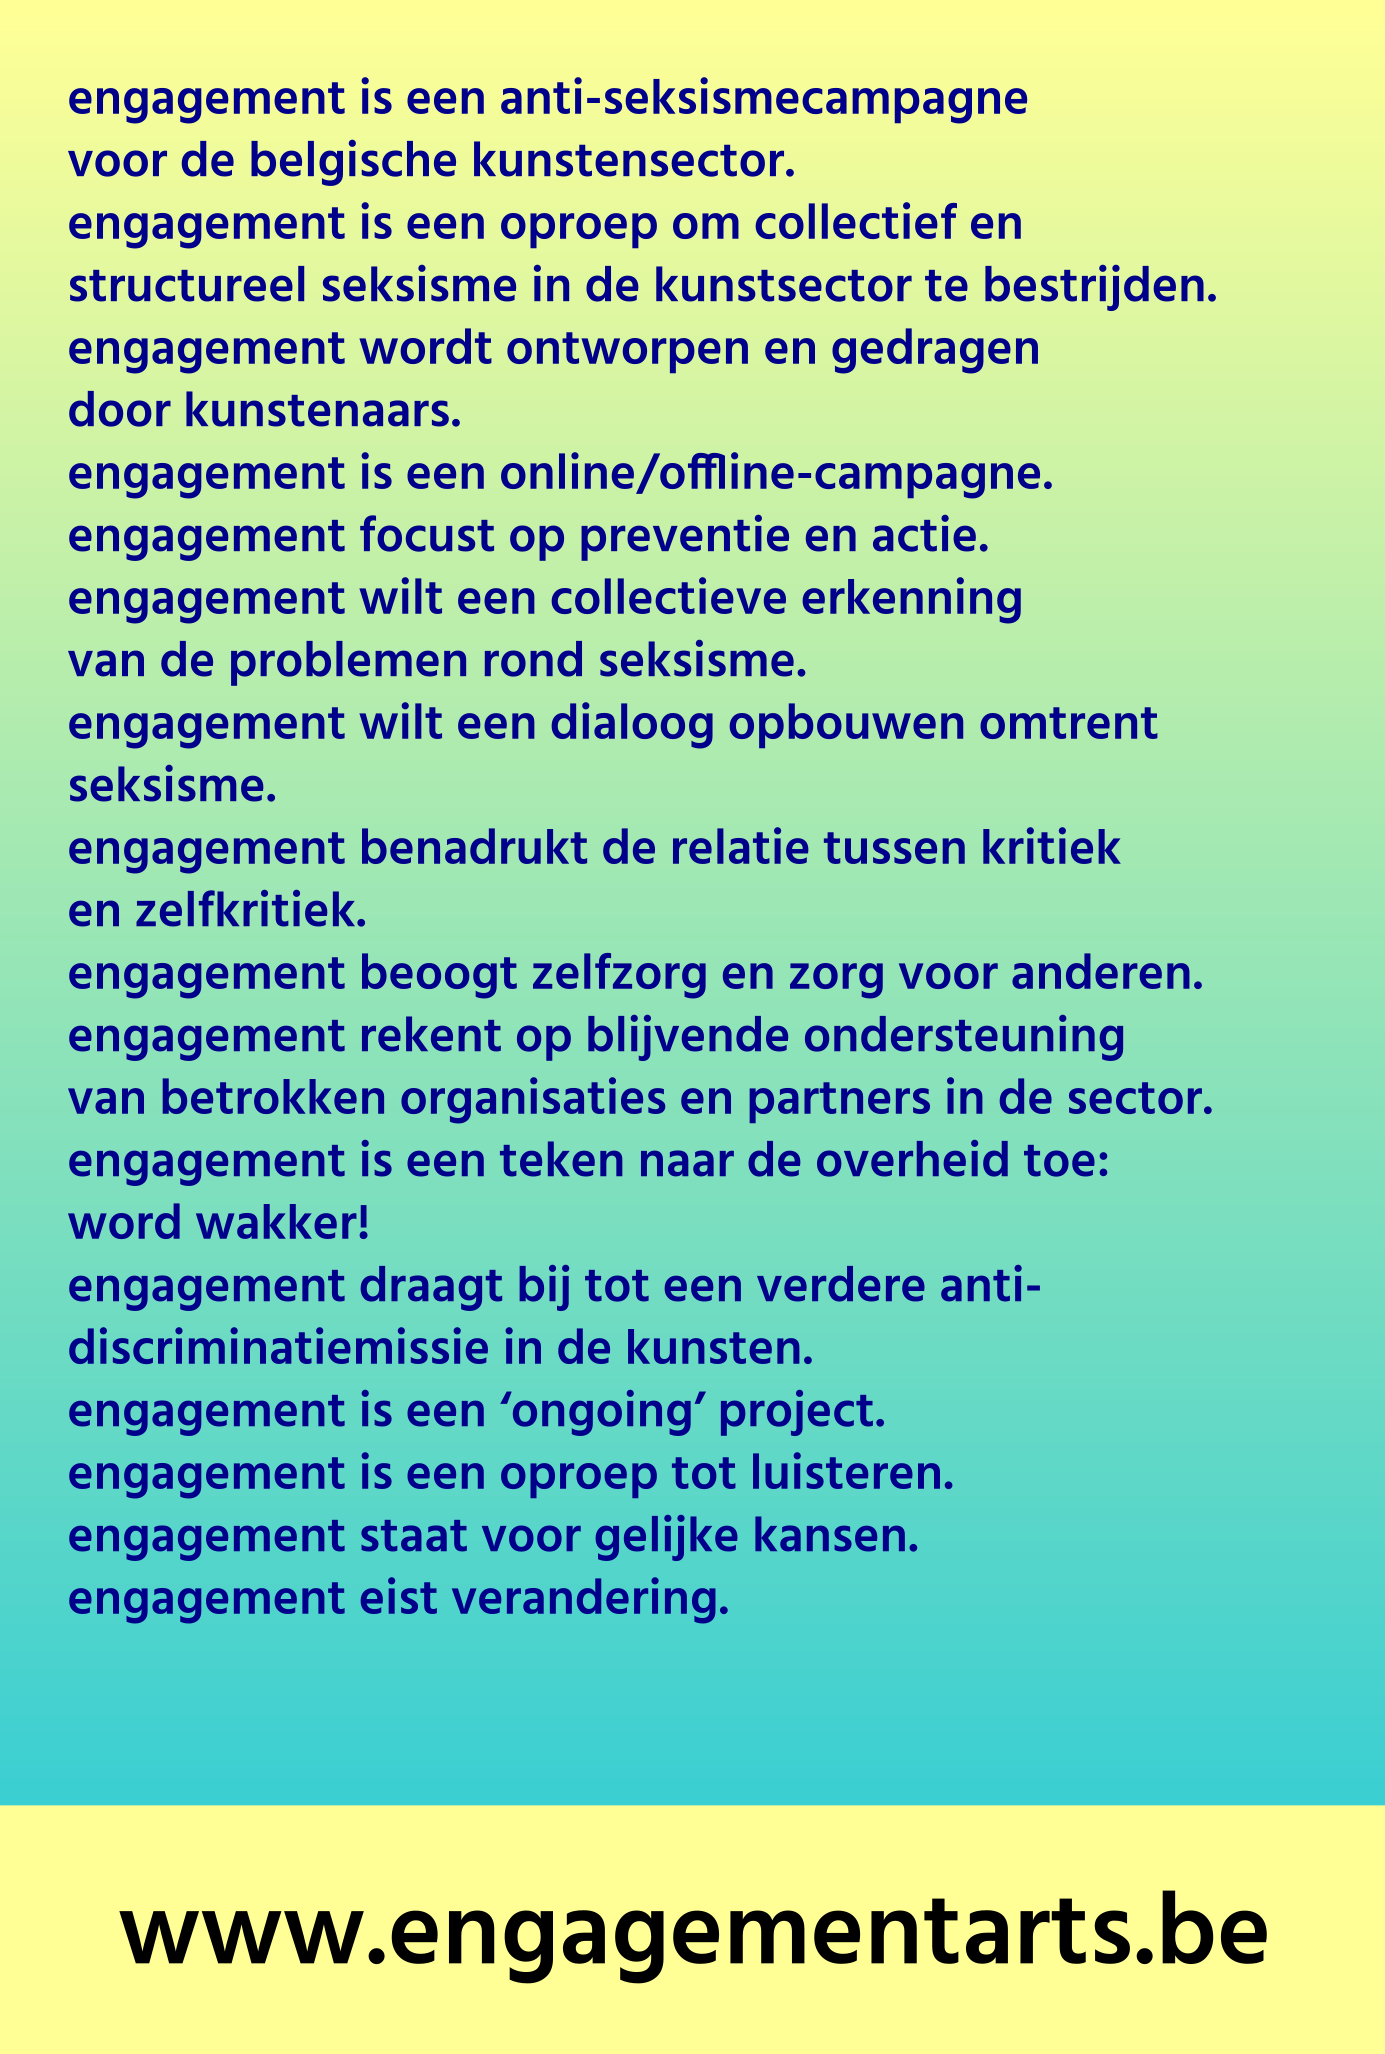 engagement is een anti-seksismecampagne
voor de belgische kunstensector.
engagement is een oproep om collectief en
structureel seksisme in de kunstsector te bestrijden.
engagement wordt ontworpen en gedragen
door kunstenaars.
engagement is een online/offline-campagne.
engagement focust op preventie en actie.
engagement wilt een collectieve erkenning
van de problemen rond seksisme.
engagement wilt een dialoog opbouwen omtrent
seksisme.
engagement benadrukt de relatie tussen kritiek
en zelfkritiek.
engagement beoogt zelfzorg en zorg voor anderen.
engagement rekent op blijvende ondersteuning
van betrokken organisaties en partners in de sector.
engagement is een teken naar de overheid toe:
word wakker!
engagement draagt bij tot een verdere anti-
discriminatiemissie in de kunsten.
engagement is een ‘ongoing’ project.
engagement is een oproep tot luisteren.
engagement staat voor gelijke kansen.
engagement eist verandering.
www.engagementarts.be